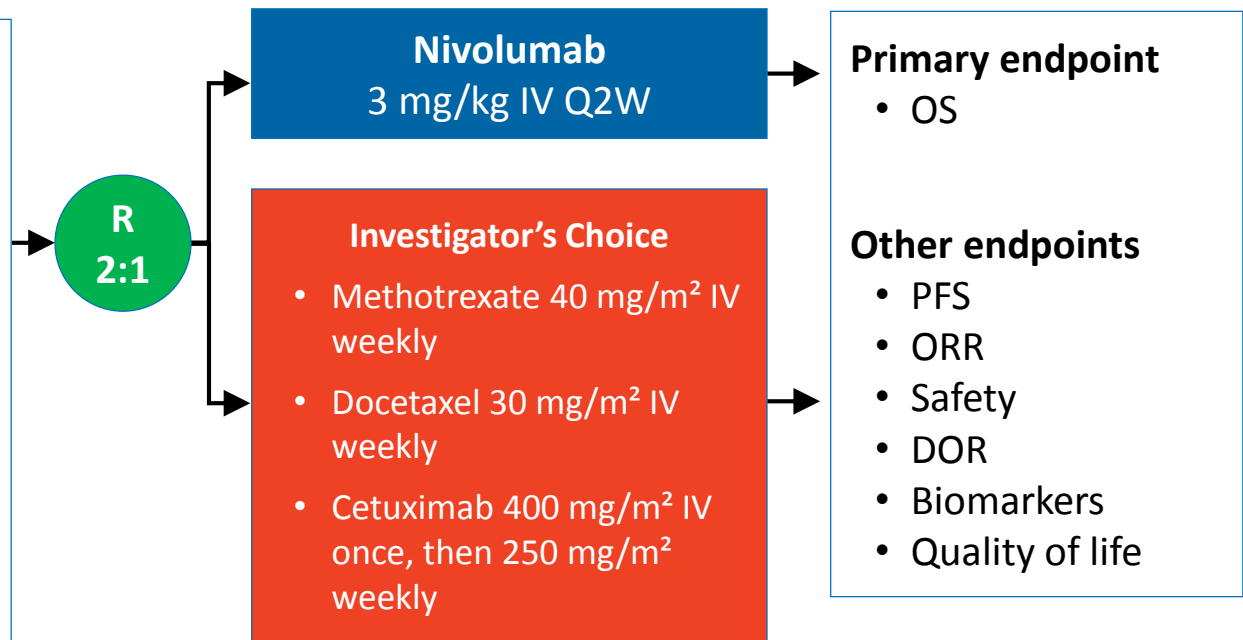 R
2:1
Nivolumab
3 mg/kg IV Q2W
Investigator’s Choice
• Methotrexate 40 mg/m² IV
weekly
• Docetaxel 30 mg/m² IV
weekly
• Cetuximab 400 mg/m² IV
once, then 250 mg/m²
weekly
Primary endpoint
• OS
Other endpoints
• PFS
• ORR
• Safety
• DOR
• Biomarkers
• Quality of life